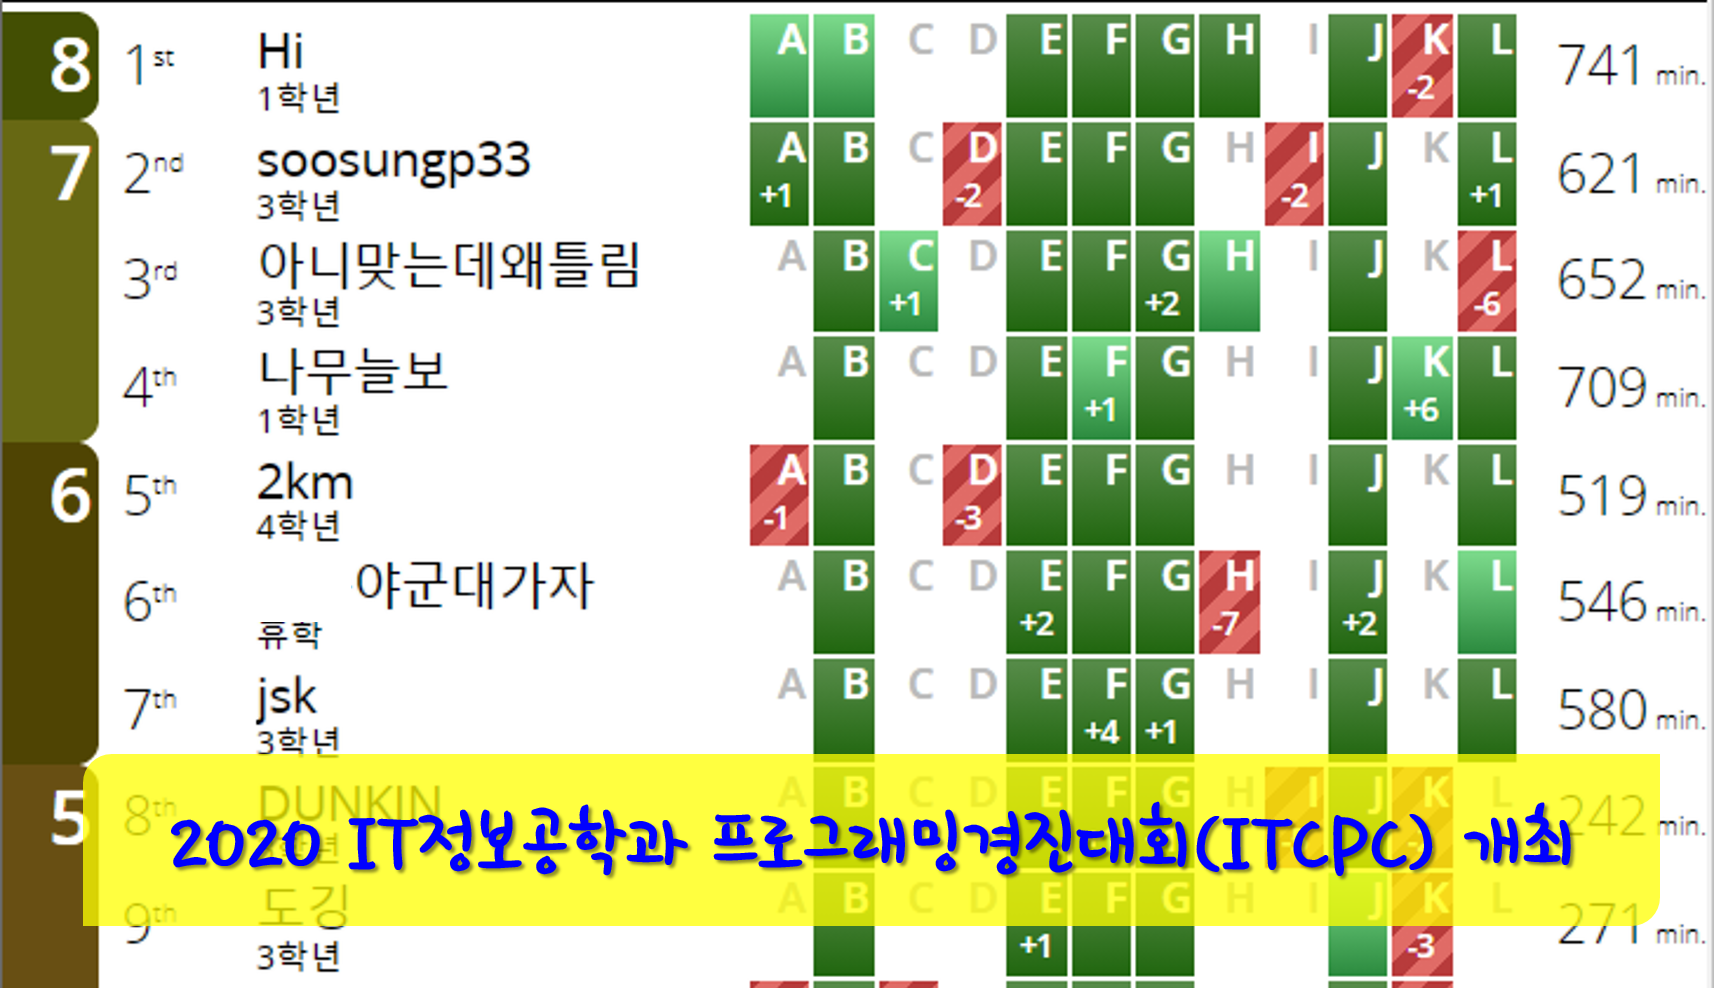 8 1st Hi A B C D E F G H I J K L 741 min.
1학년 -2
7 2nd soosungp33 A B C D E F G H I J K L 621 min.
3학년 +1 -2 -2 +1
3rd 아니맞는데왜틀림 A B C D E F G H I J K L 652 min.
3학년 +1 +2 -6
4th 나무늘보 A B C D E F G H I J K L 709 min.
1학년 +1 +6
6 5th 2km A B C D E F G H I J K L 519 min.
4학년 -1 -3
6th 야군대가자 A B C D E F G H I J K L 546 min.
휴학 +2 -7 +2
7th jsk A B C D E F G H I J K L 580 min.
3학년 +4 +1
5 8th DUNKIN A B C D E F G H I J K L 242 min.
2020 IT정보공학과 프로그래밍경진대회(ITCPC) 개최
9th 도깅 A B C D E F G H I J K L 271 min.
3학년 +1 -3